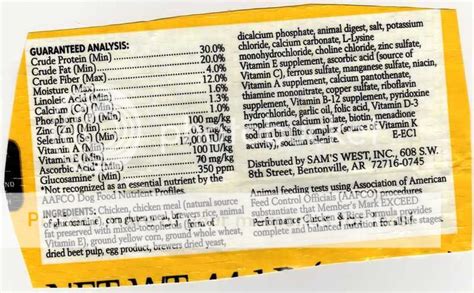 GUARANTEED ANALYSIS:
Crude Protein (Min) 30.0%
Crude Fat (Min) 20.0%
Crude Fiber (Max) 4.0%
Moisture (Max) 12.0%
Linoleic Acid (Min) 1.6%
Calcium (Ca) (Min) 1.3%
Phosphorus (P) (Min) 1.0%
Zinc (Zn) (Min) 100 mg/kg
Selenium (Se) (Min) 0.3 mg/kg
Vitamin A (Min) 12,000 IU/kg
Vitamin E (Min) 100 IU/kg
Ascorbic Acid* (Min) 70 mg/kg
Glucosamine* (Min) 350 ppm
*Not recognized as an essential nutrient by the
AAFCO Dog Food Nutrient Profiles.
INGREDIENTS: Chicken, chicken meal (natural source
of glucosamine), corn gluten meal, brewers rice, animal
fat preserved with mixed-tocopherols (form of
Vitamin E), ground yellow corn, ground whole wheat,
dried beet pulp, egg product, brewers dried yeast,
dicalcium phosphate, animal digest, salt, potassium
chloride, calcium carbonate, L-Lysine
monohydrochloride, choline chloride, zinc sulfate,
Vitamin E supplement, ascorbic acid (source of
Vitamin C), ferrous sulfate, manganese sulfate, niacin,
Vitamin A supplement, calcium pantothenate,
thiamine mononitrate, copper sulfate, riboflavin
supplement, Vitamin B-12 supplement, pyridoxine
hydrochloride, garlic oil, folic acid, Vitamin D-3
supplement, calcium iodate, biotin, menadione
sodium bisulfite complex (source of Vitamin K
activity), sodium selenite. E-EC1
Distributed by SAM'S WEST, INC., 608 S.W.
8th Street, Bentonville, AR 72716-0745
Animal feeding tests using Association of American
Feed Control Officials (AAFCO) procedures
substantiate that Member's Mark EXCEED
Performance Chicken & Rice Formula provides
complete and balanced nutrition for all life stages.
NET WT